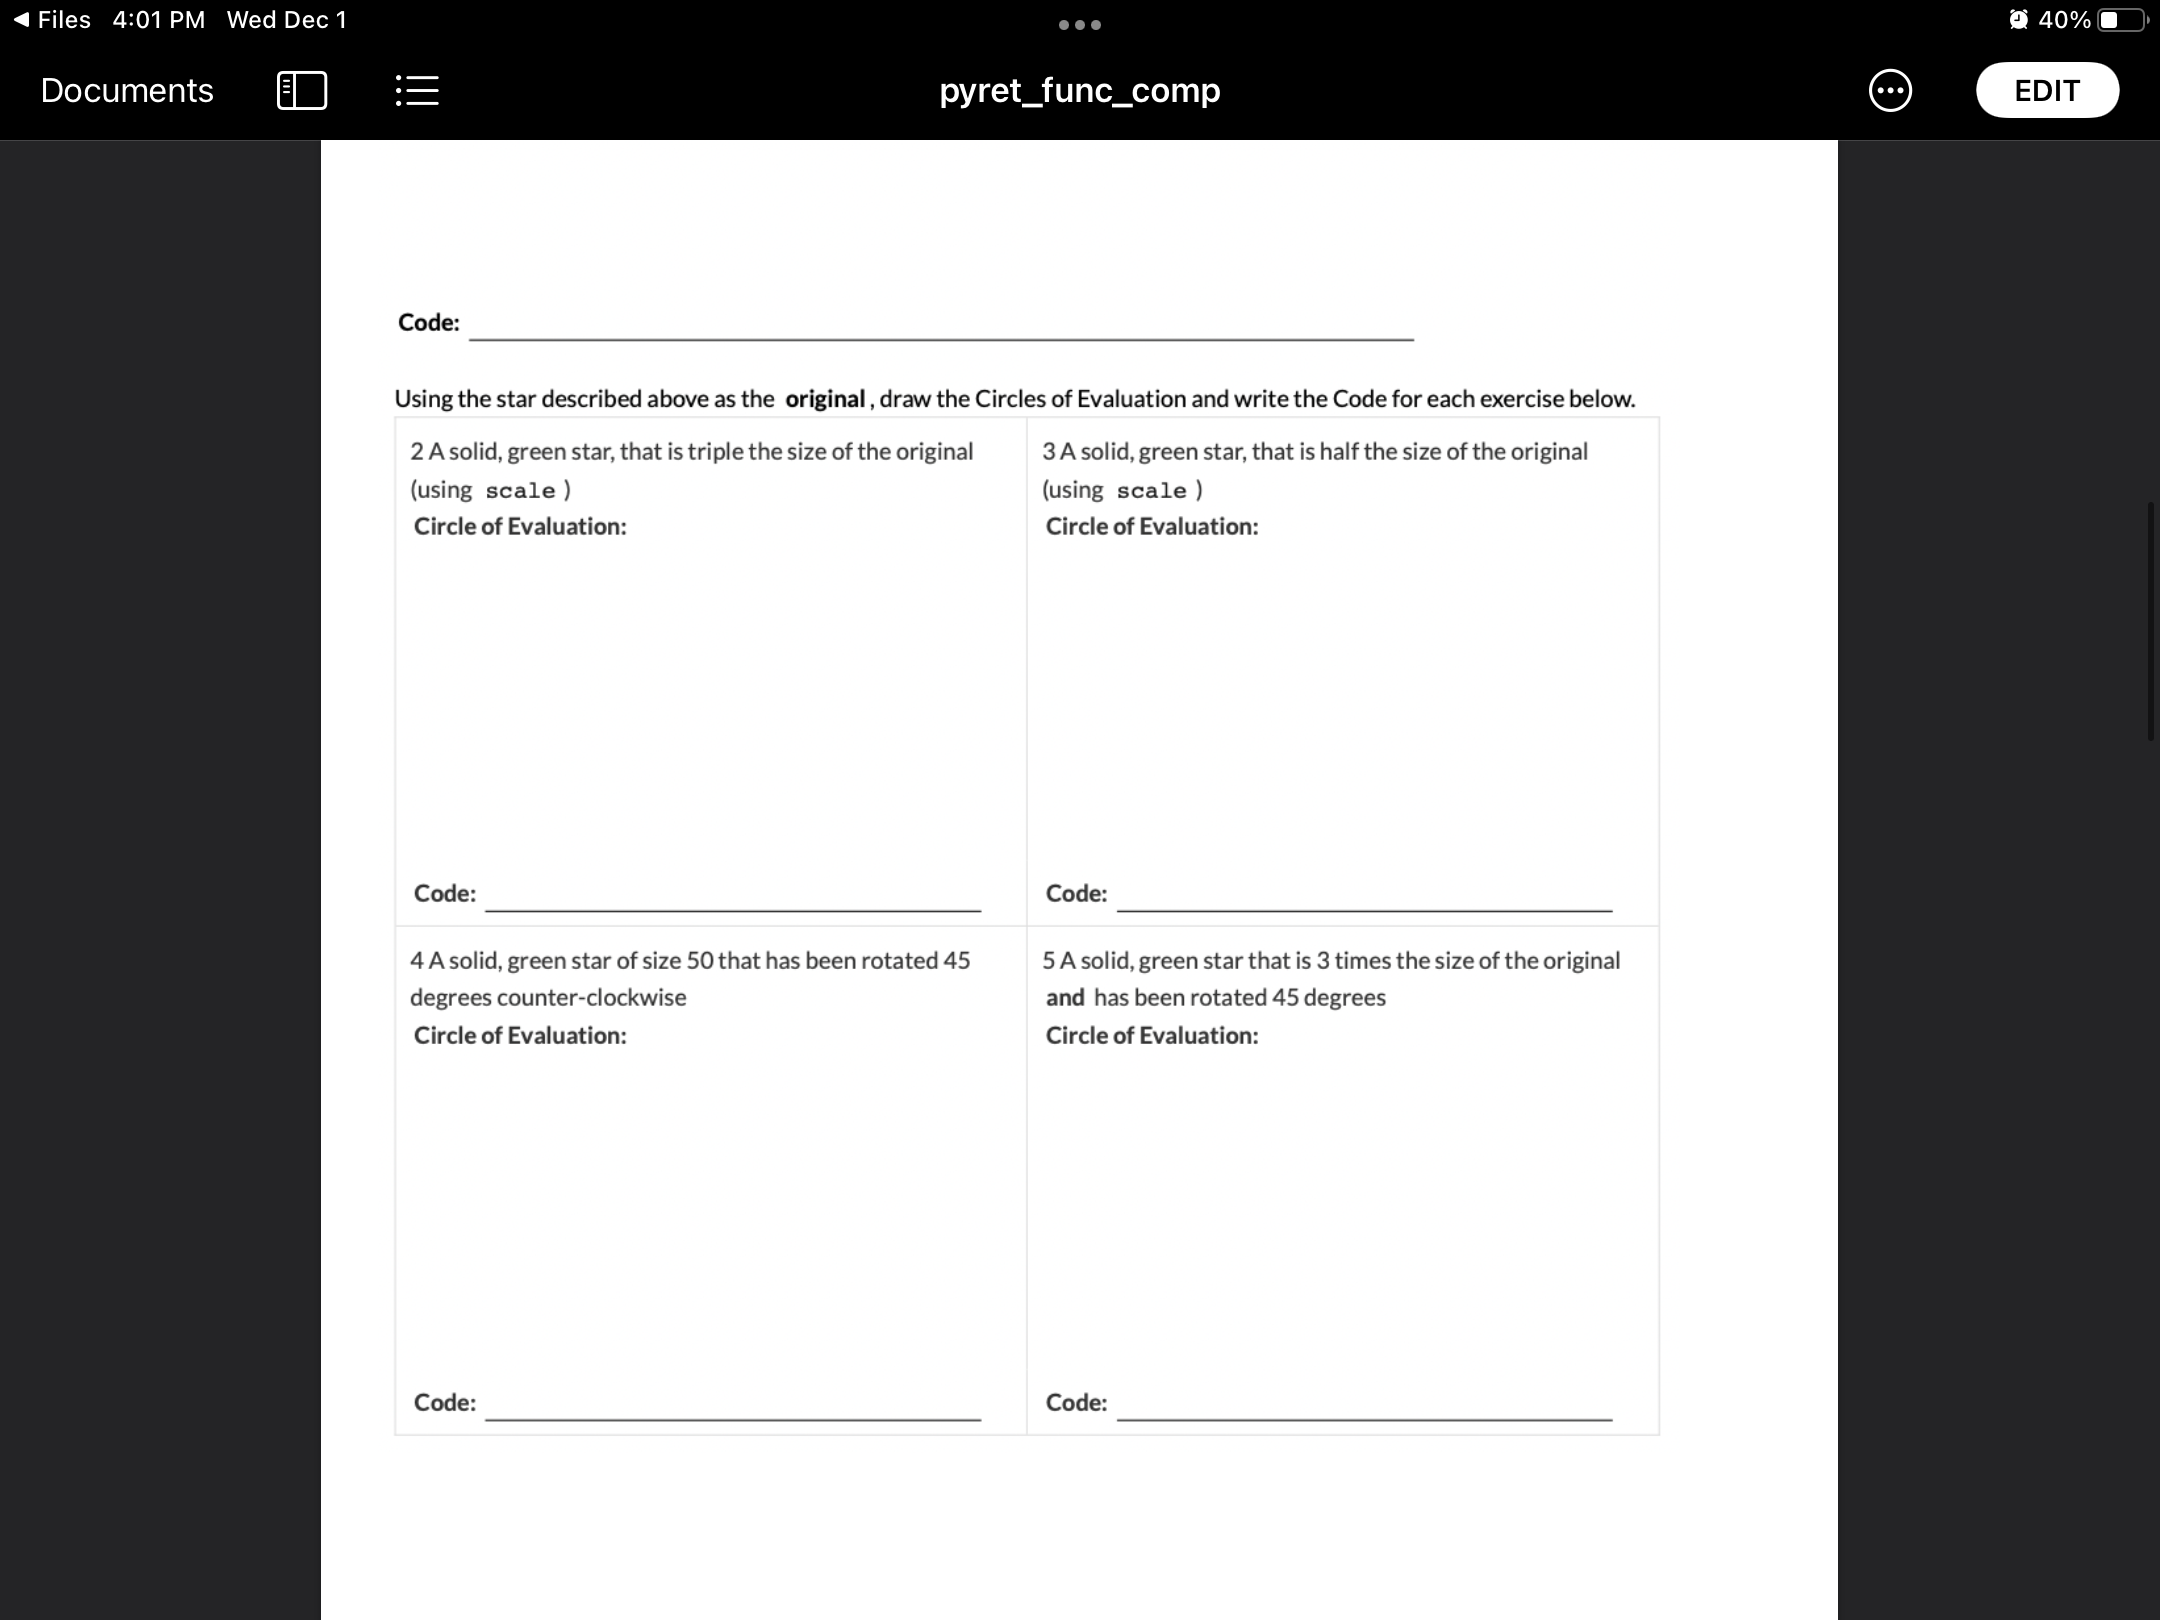 Files 4:01 PM Wed Dec 1 40%
Documents pyret_func_comp EDIT
Code:
Using the star described above as the original, draw the Circles of Evaluation and write the Code for each exercise below.
2 A solid, green star, that is triple the size of the original
(using scale )
Circle of Evaluation:
Code:
3 A solid, green star, that is half the size of the original
(using scale )
Circle of Evaluation:
Code:
4 A solid, green star of size 50 that has been rotated 45
degrees counter-clockwise
Circle of Evaluation:
Code:
5 A solid, green star that is 3 times the size of the original
and has been rotated 45 degrees
Circle of Evaluation:
Code: